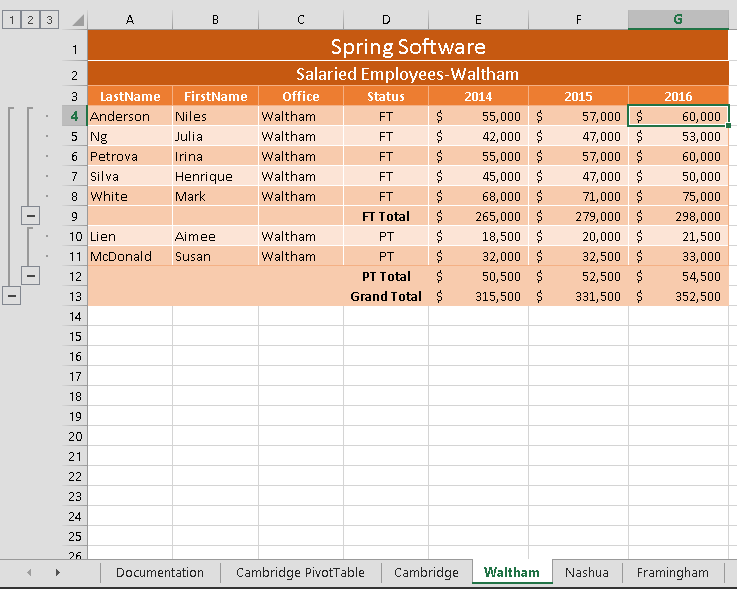 1 2 3 A B C D E F G
1 Spring Software
2 Salaried Employees-Waltham
3 LastName FirstName Office Status 2014 2015 2016
4 Anderson Niles Waltham FT $ 55,000 $ 57,000 $ 60,000
5 Ng Julia Waltham FT $ 42,000 $ 47,000 $ 53,000
6 Petrova Irina Waltham FT $ 55,000 $ 57,000 $ 60,000
7 Silva Henrique Waltham FT $ 45,000 $ 47,000 $ 50,000
8 White Mark Waltham FT $ 68,000 $ 71,000 $ 75,000
9 FT Total $ 265,000 $ 279,000 $ 298,000
10 Lien Aimee Waltham PT $ 18,500 $ 20,000 $ 21,500
11 McDonald Susan Waltham PT $ 32,000 $ 32,500 $ 33,000
12 PT Total $ 50,500 $ 52,500 $ 54,500
13 Grand Total $ 315,500 $ 331,500 $ 352,500
14
15
16
17
18
19
20
21
22
23
24
25
26
Documentation Cambridge PivotTable Cambridge Waltham Nashua Framingham